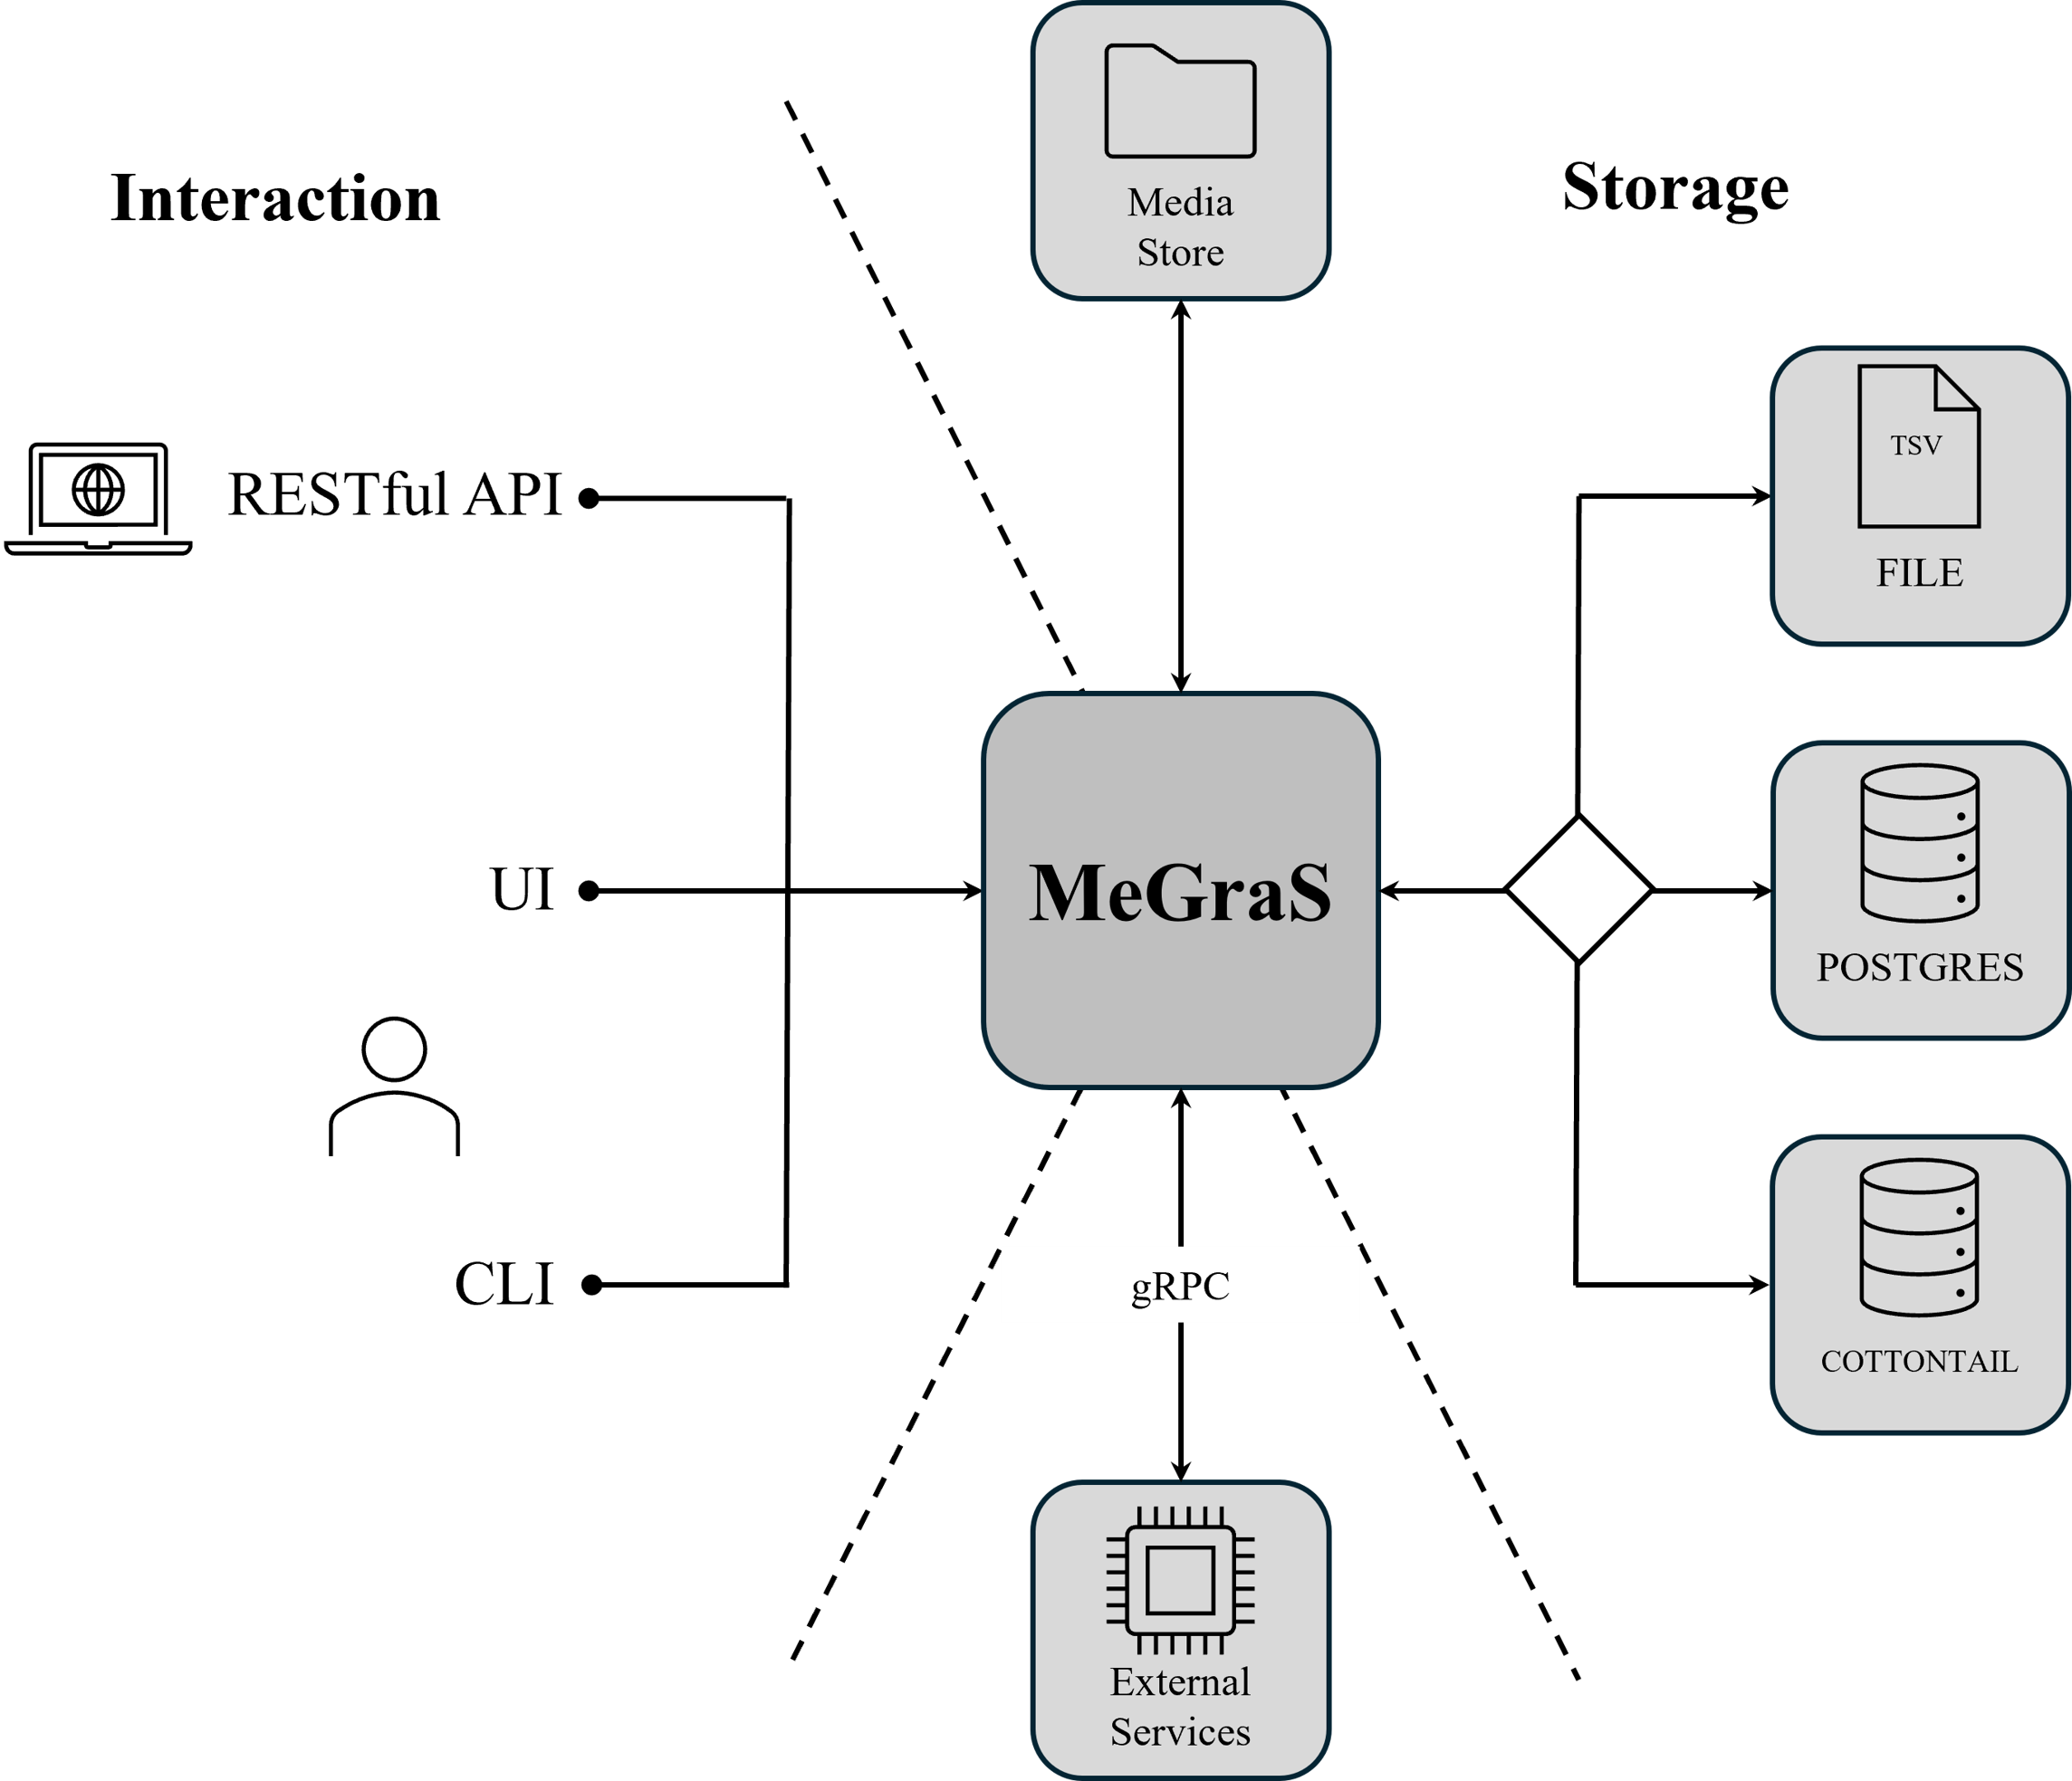 Interaction
Storage
Media
Store
RESTful API
TSV
FILE
UI
MeGraS
POSTGRES
CLI
gRPC
COTTONTAIL
External
Services